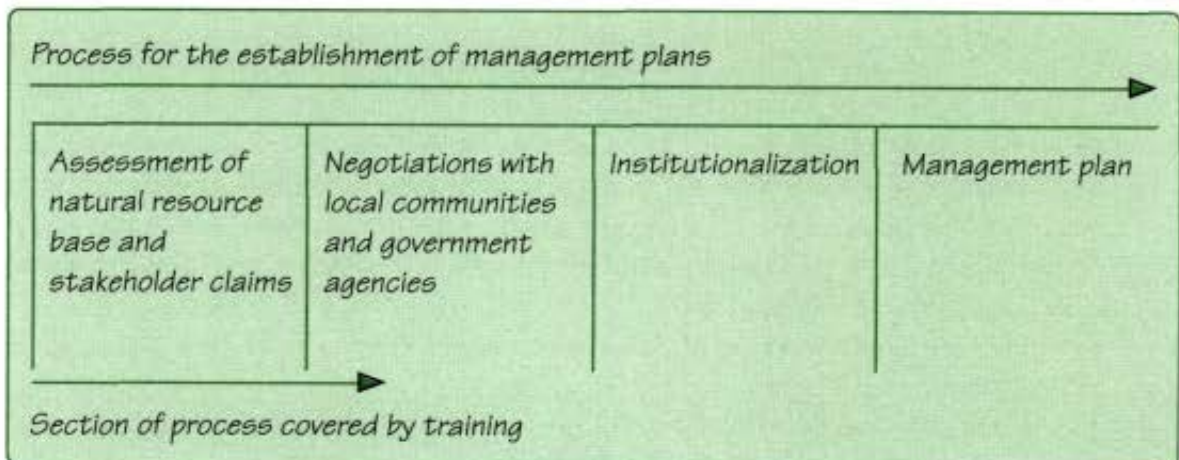 Process for the establishment of management plans
Assessment of
natural resource
base and
stakeholder claims
Negotiations with
local communities
and government
agencies
Institutionalization
Management plan
Section of process covered by training